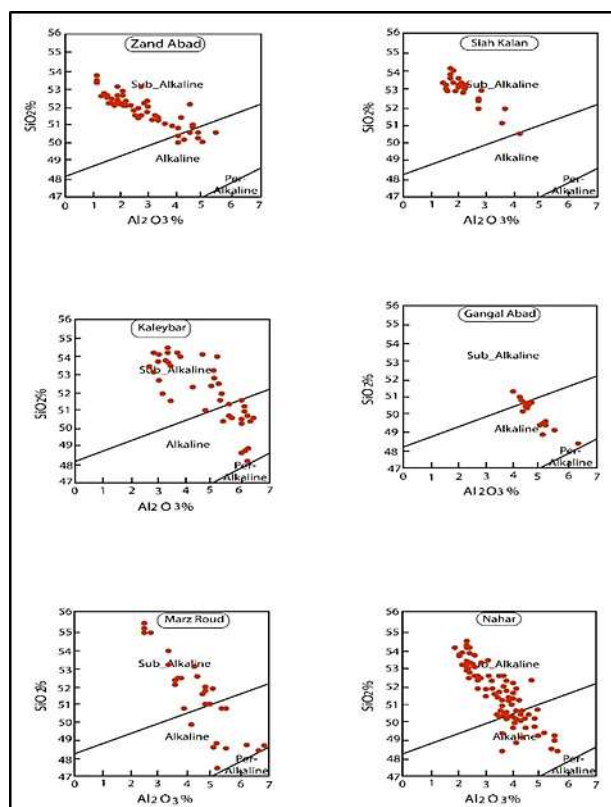 Zand Abad
SiO2%
56
55
54
53
52
51
50
49
48
47
Sub_Alkaline
Alkaline
Per-
Alkaline
0 1 2 3 4 5 6 7
Al2O3%
Siah Kalan
SiO2%
56
55
54
53
52
51
50
49
48
47
Sub_Alkaline
Alkaline
Per-
Alkaline
0 1 2 3 4 5 6 7
Al2O3%
Kaleybar
SiO2%
56
55
54
53
52
51
50
49
48
47
Sub_Alkaline
Alkaline
Per-
Alkaline
0 1 2 3 4 5 6 7
Al2O3%
Gangal Abad
SiO2%
56
55
54
53
52
51
50
49
48
47
Sub_Alkaline
Alkaline
Per-
Alkaline
0 1 2 3 4 5 6 7
Al2O3%
Marz Roud
SiO2%
56
55
54
53
52
51
50
49
48
47
Sub_Alkaline
Alkaline
Per-
Alkaline
0 1 2 3 4 5 6 7
Al2O3%
Nahar
SiO2%
56
55
54
53
52
51
50
49
48
47
Sub_Alkaline
Alkaline
Per-
Alkaline
0 1 2 3 4 5 6 7
Al2O3%